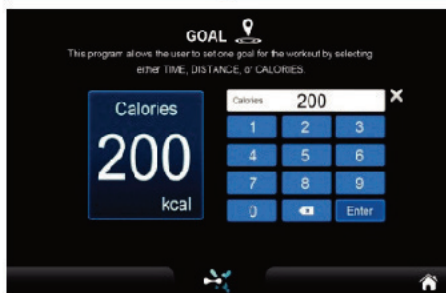 GOAL
This program allows the user to set one goal for the workout by selecting
either TIME, DISTANCE, or CALORIES.
Calories
200
kcal
Calories 200
1 2 3
4 5 6
7 8 9
0 Enter